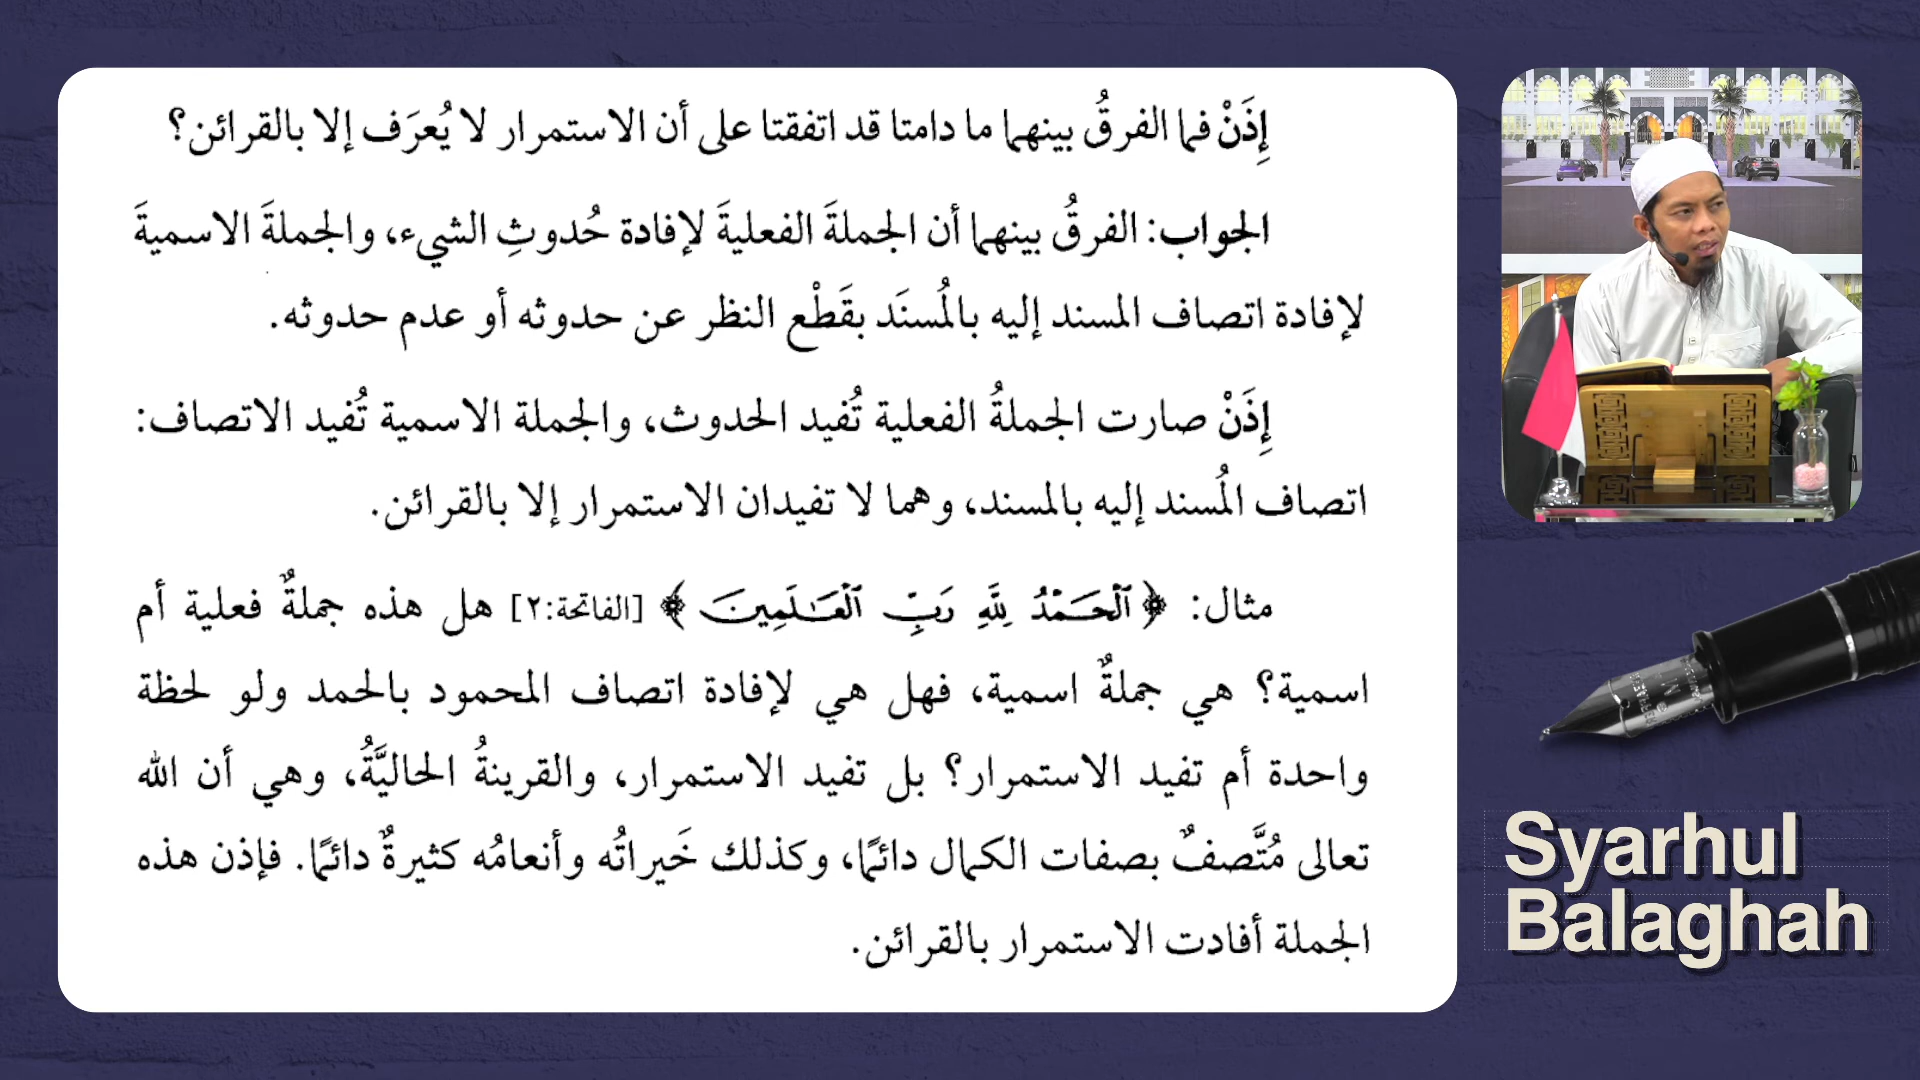 إِذَنْ فما الفرقُ بينهما ما دامتا قد اتفقتا على أن الاستمرار لا يُعرَف إلا بالقرائن؟
الجواب: الفرقُ بينهما أن الجملةَ الفعليةَ لإفادة حُدوثِ الشيء، والجملةَ الاسميةَ
لإفادة اتصاف المسند إليه بالمُسنَد بقَطْع النظر عن حدوثه أو عدم حدوثه.
إِذَنْ صارت الجملةُ الفعلية تُفيد الحدوث، والجملة الاسمية تُفيد الاتصاف:
اتصاف المُسند إليه بالمسند، وهما لا تفيدان الاستمرار إلا بالقرائن.
مثال: ﴿ٱلْحَمْدُ لِلَّهِ رَبِّ ٱلْعَـٰلَمِينَ﴾ [الفاتحة:٢] هل هذه جملةٌ فعلية أم
اسمية؟ هي جملةٌ اسمية، فهل هي لإفادة اتصاف المحمود بالحمد ولو لحظة
واحدة أم تفيد الاستمرار؟ بل تفيد الاستمرار، والقرينةُ الحاليَّةُ، وهي أن الله
تعالى مُتَّصفٌ بصفات الكمال دائمًا، وكذلك خَيراتُه وأنعامُه كثيرةٌ دائمًا. فإذن هذه
الجملة أفادت الاستمرار بالقرائن.
Syarhul
Balaghah